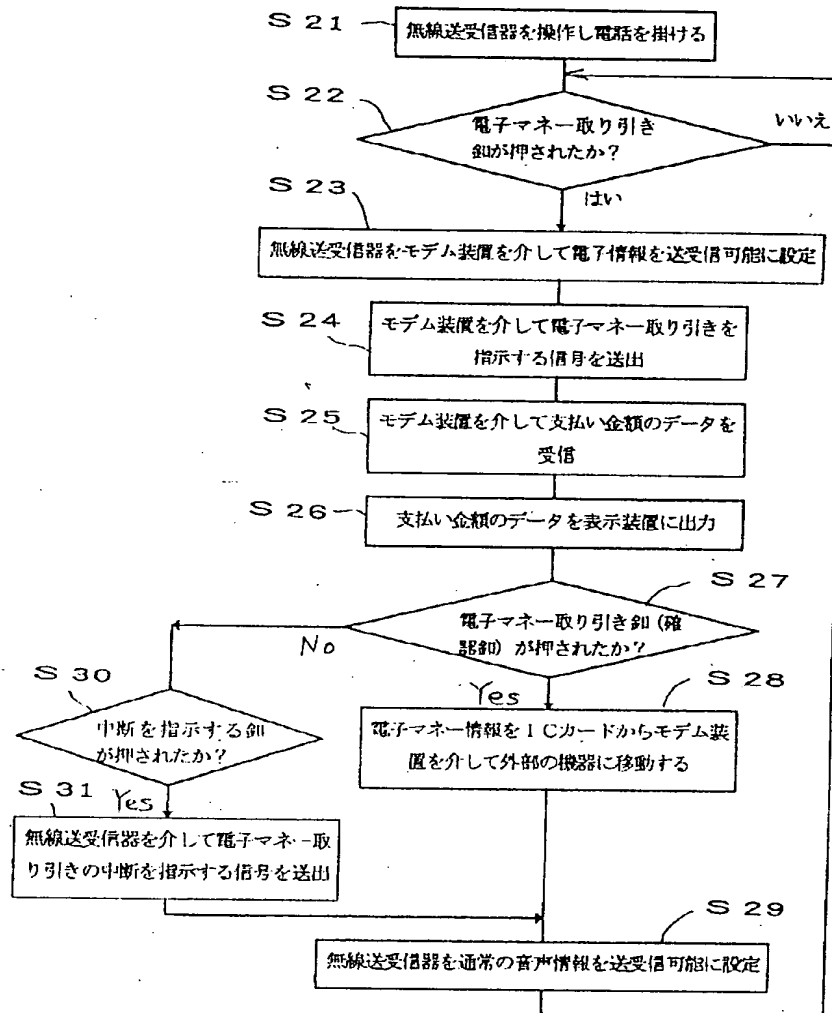 S 21
無線送受信器を操作し電話を掛ける
S 22
電子マネー取り引き
釦が押されたか?
いいえ
はい
S 23
無線送受信器をモデム装置を介して電子情報を送受信可能に設定
S 24
モデム装置を介して電子マネー取り引きを
指示する信号を送出
S 25
モデム装置を介して支払い金額のデータを
受信
S 26
支払い金額のデータを表示装置に出力
S 27
電子マネー取り引き釦(確
認釦)が押されたか?
No
Yes
S 28
電子マネー情報をICカードからモデム装
置を介して外部の機器に移動する
S 30
中断を指示する釦
が押されたか?
Yes
S 31
無線送受信器を介して電子マネー取
り引きの中断を指示する信号を送出
S 29
無線送受信器を通常の音声情報を送受信可能に設定